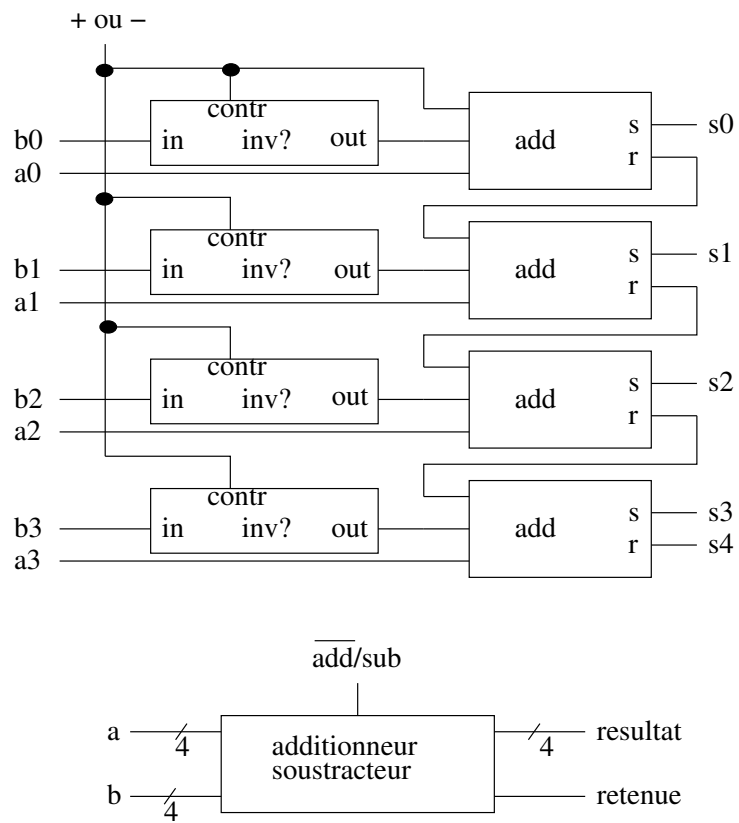 + ou −
contr
b0 in inv? out add s s0
a0 r
contr
b1 in inv? out add s s1
a1 r
contr
b2 in inv? out add s s2
a2 r
contr
b3 in inv? out add s s3
a3 r s4
add/sub
a 4 additionneur 4 resultat
soustracteur
b 4 retenue